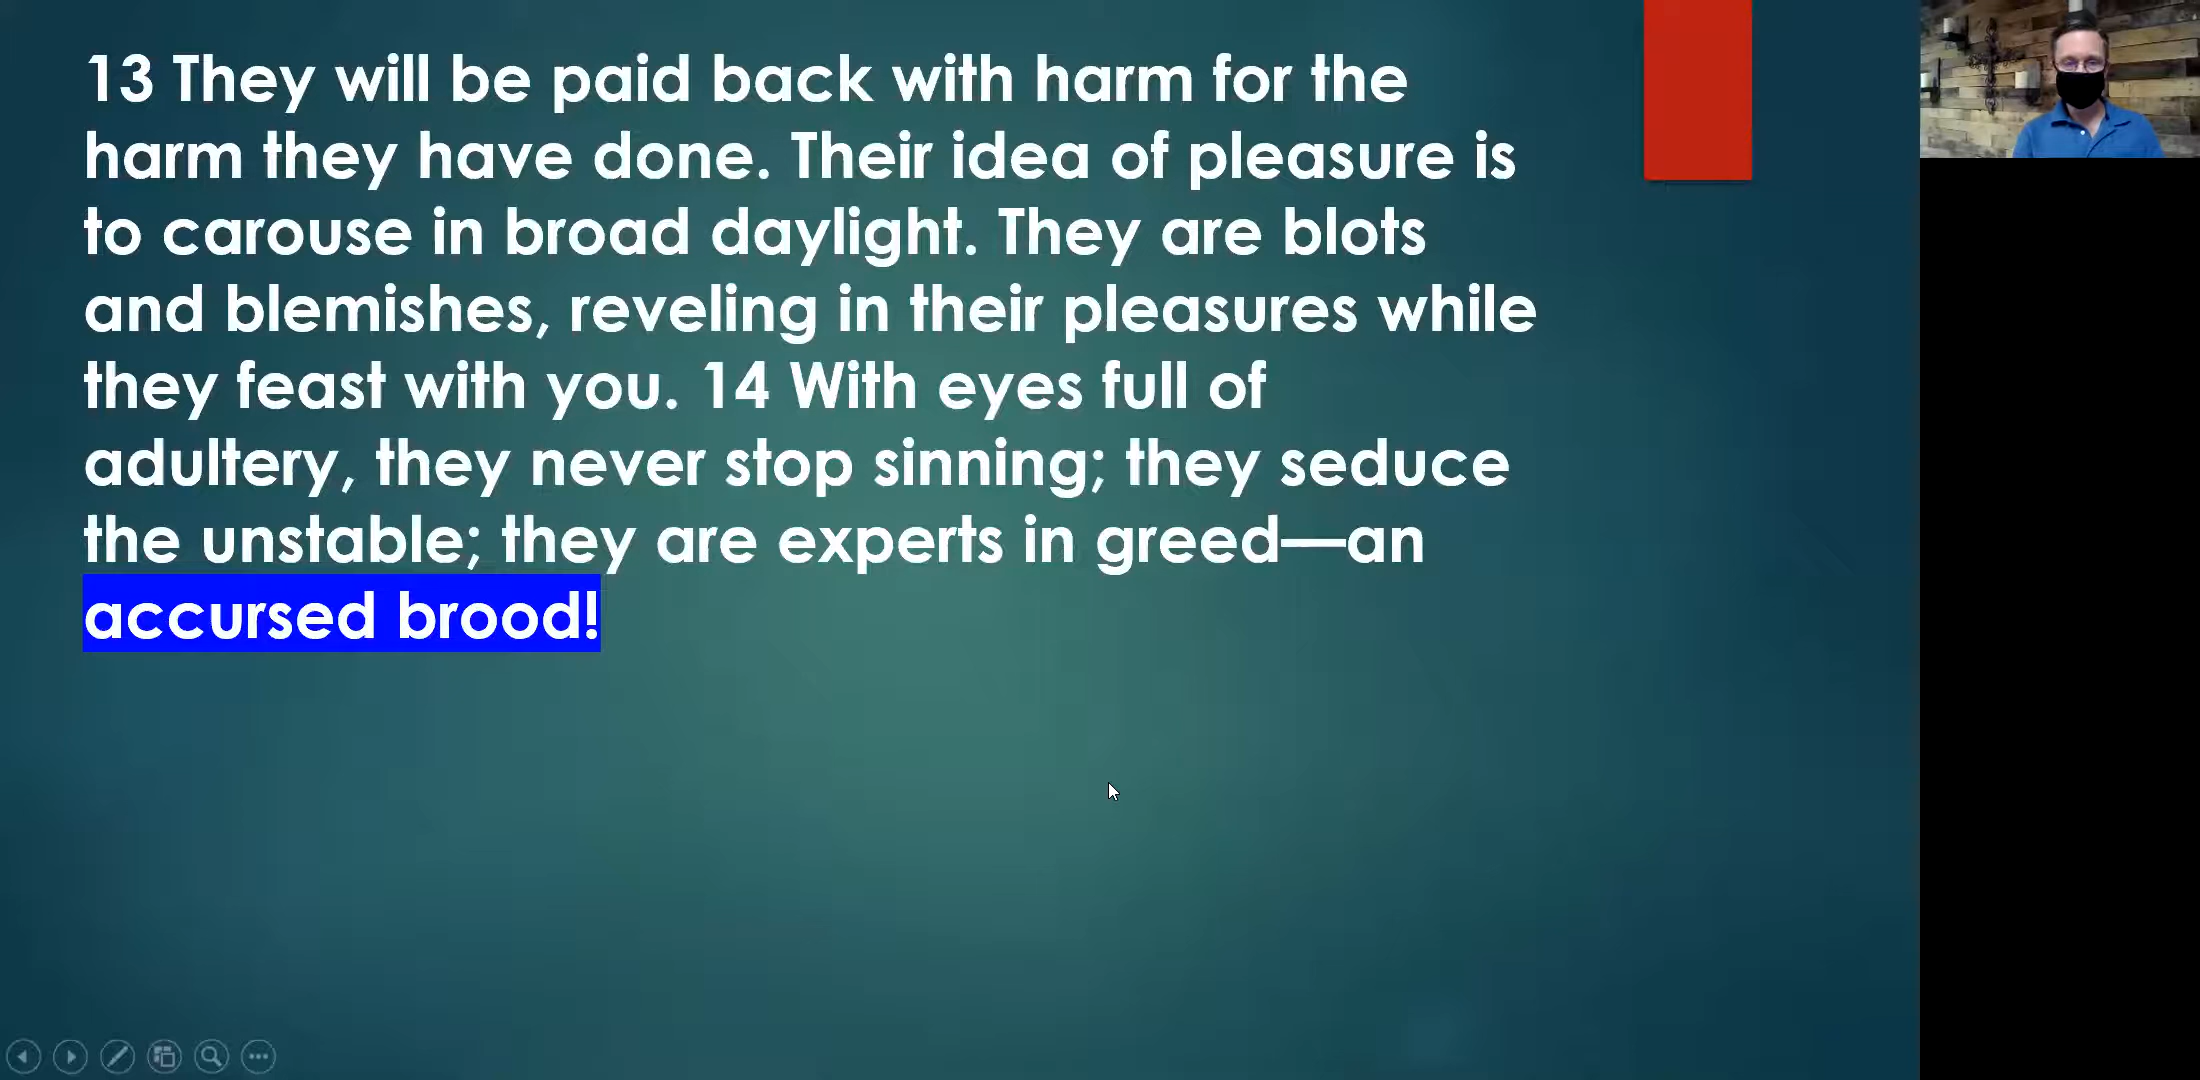 13 They will be paid back with harm for the
harm they have done. Their idea of pleasure is
to carouse in broad daylight. They are blots
and blemishes, reveling in their pleasures while
they feast with you. 14 With eyes full of
adultery, they never stop sinning; they seduce
the unstable; they are experts in greed—an
accursed brood!